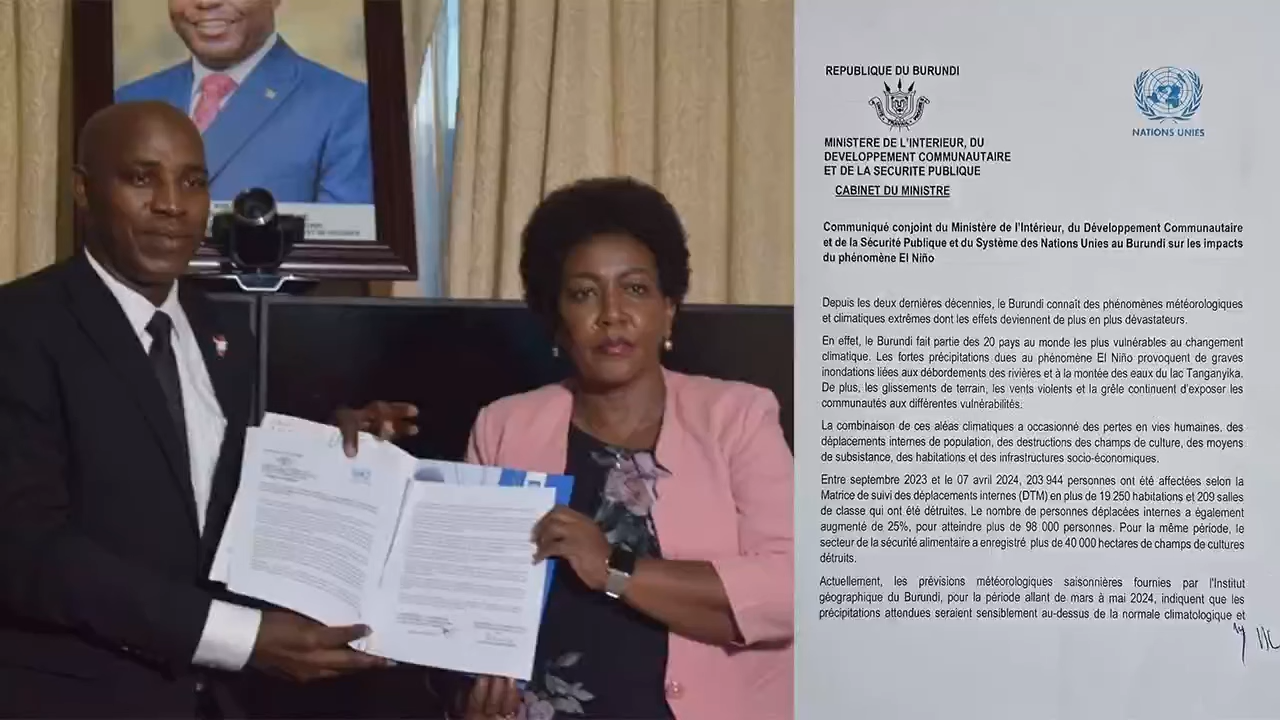 REPUBLIQUE DU BURUNDI
NATIONS UNIES
MINISTERE DE L'INTERIEUR, DU
DEVELOPPEMENT COMMUNAUTAIRE
ET DE LA SECURITE PUBLIQUE
CABINET DU MINISTRE
Communiqué conjoint du Ministère de l'Intérieur, du Développement Communautaire
et de la Sécurité Publique et du Système des Nations Unies au Burundi sur les impacts
du phénomène El Niño
Depuis les deux dernières décennies, le Burundi connaît des phénomènes météorologiques
et climatiques extrêmes dont les effets deviennent de plus en plus dévastateurs.
En effet, le Burundi fait partie des 20 pays au monde les plus vulnérables au changement
climatique. Les fortes précipitations dues au phénomène El Niño provoquent de graves
inondations liées aux débordements des rivières et à la montée des eaux du lac Tanganyika.
De plus, les glissements de terrain, les vents violents et la grêle continuent d'exposer les
communautés aux différentes vulnérabilités.
La combinaison de ces aléas climatiques a occasionné des pertes en vies humaines, des
déplacements internes de population, des destructions des champs de culture, des moyens
de subsistance, des habitations et des infrastructures socio-économiques.
Entre septembre 2023 et le 07 avril 2024, 203 944 personnes ont été affectées selon la
Matrice de suivi des déplacements internes (DTM) en plus de 19 250 habitations et 209 salles
de classe qui ont été détruites. Le nombre de personnes déplacées internes a également
augmenté de 25%, pour atteindre plus de 98 000 personnes. Pour la même période, le
secteur de la sécurité alimentaire a enregistré plus de 40 000 hectares de champs de cultures
détruits.
Actuellement, les prévisions météorologiques saisonnières fournies par l'Institut
géographique du Burundi, pour la période allant de mars à mai 2024, indiquent que les
précipitations attendues seraient sensiblement au-dessus de la normale climatologique et